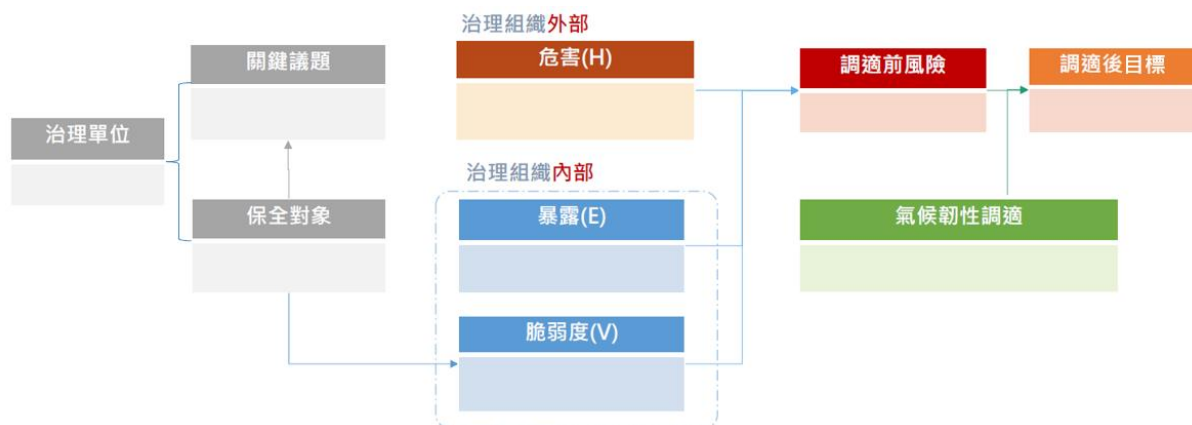 治理組織外部
關鍵議題
危害(H)
調適前風險
調適後目標
治理單位
治理組織內部
保全對象
暴露(E)
氣候韌性調適
脆弱度(V)